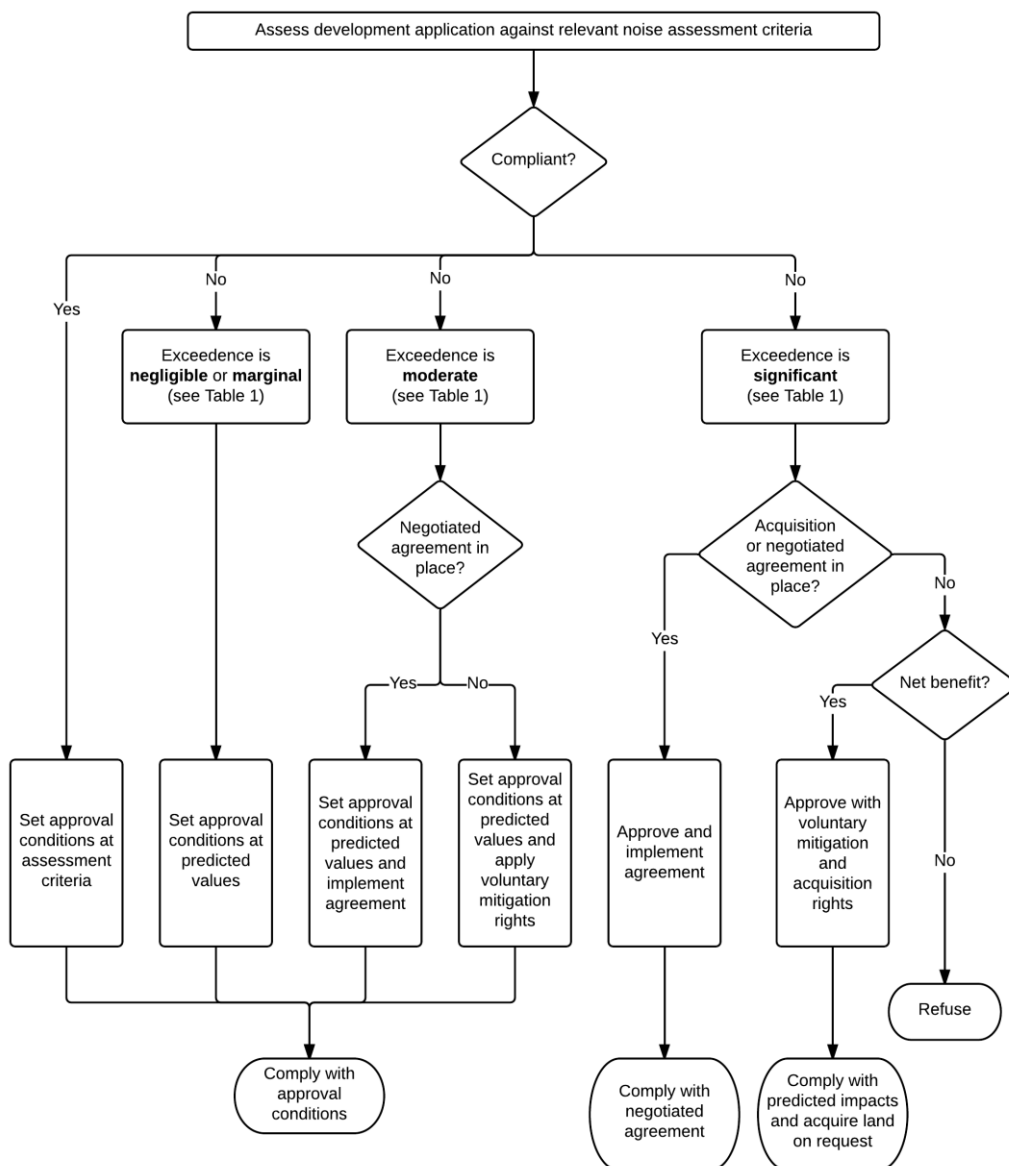 Assess development application against relevant noise assessment criteria
Compliant?
Yes
No
No
No
Exceedence is
negligible or marginal
(see Table 1)
Exceedence is
moderate
(see Table 1)
Exceedence is
significant
(see Table 1)
Negotiated
agreement in
place?
Acquisition
or negotiated
agreement in
place?
Yes
No
Yes
No
Net benefit?
Yes
No
Set approval
conditions at
assessment
criteria
Set approval
conditions at
predicted
values
Set approval
conditions at
predicted
values and
implement
agreement
Set approval
conditions at
predicted
values and
apply
voluntary
mitigation
rights
Approve and
implement
agreement
Approve with
voluntary
mitigation
and
acquisition
rights
Refuse
Comply with
approval
conditions
Comply with
negotiated
agreement
Comply with
predicted impacts
and acquire land
on request